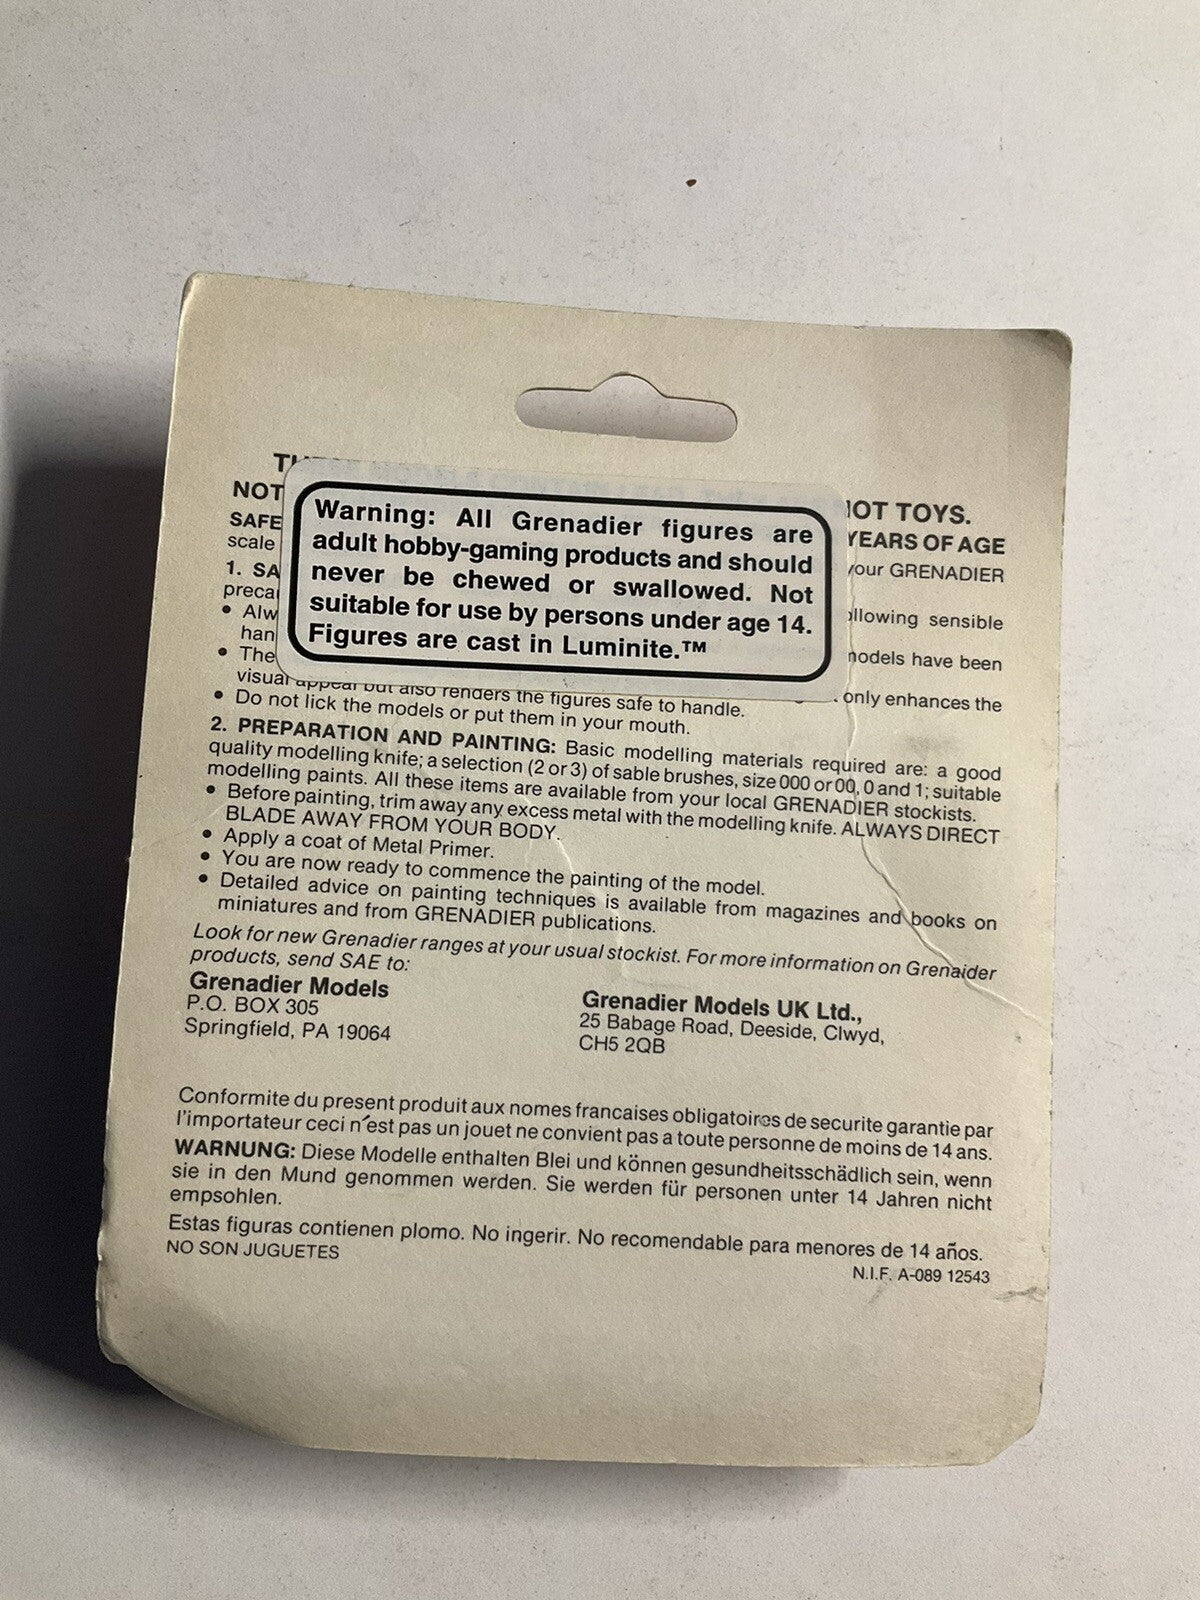 NOT TOYS.
NOT YEARS OF AGE
SAFE
scale your GRENADIER
1. SA
following sensible
Warning: All Grenadier figures are
adult hobby-gaming products and should
never be chewed or swallowed. Not
suitable for use by persons under age 14.
Figures are cast in Luminite.™
models have been
The only enhances the
visual appeal but also renders the figures safe to handle.
• Do not lick the models or put them in your mouth.
2. PREPARATION AND PAINTING: Basic modelling materials required are: a good
quality modelling knife; a selection (2 or 3) of sable brushes, size 000 or 00, 0 and 1; suitable
modelling paints. All these items are available from your local GRENADIER stockists.
• Before painting, trim away any excess metal with the modelling knife. ALWAYS DIRECT
BLADE AWAY FROM YOUR BODY.
• Apply a coat of Metal Primer.
• You are now ready to commence the painting of the model.
• Detailed advice on painting techniques is available from magazines and books on
miniatures and from GRENADIER publications.
Look for new Grenadier ranges at your usual stockist. For more information on Grenaider
products, send SAE to:
Grenadier Models
P.O. BOX 305
Springfield, PA 19064
Grenadier Models UK Ltd.,
25 Babage Road, Deeside, Clwyd,
CH5 2QB
Conformite du present produit aux nomes francaises obligatoires de securite garantie par
l'importateur ceci n'est pas un jouet ne convient pas a toute personne de moins de 14 ans.
WARNUNG: Diese Modelle enthalten Blei und können gesundheitsschädlich sein, wenn
sie in den Mund genommen werden. Sie werden für personen unter 14 Jahren nicht
empsohlen.
Estas figuras contienen plomo. No ingerir. No recomendable para menores de 14 años.
NO SON JUGUETES
N.I.F. A-089 12543